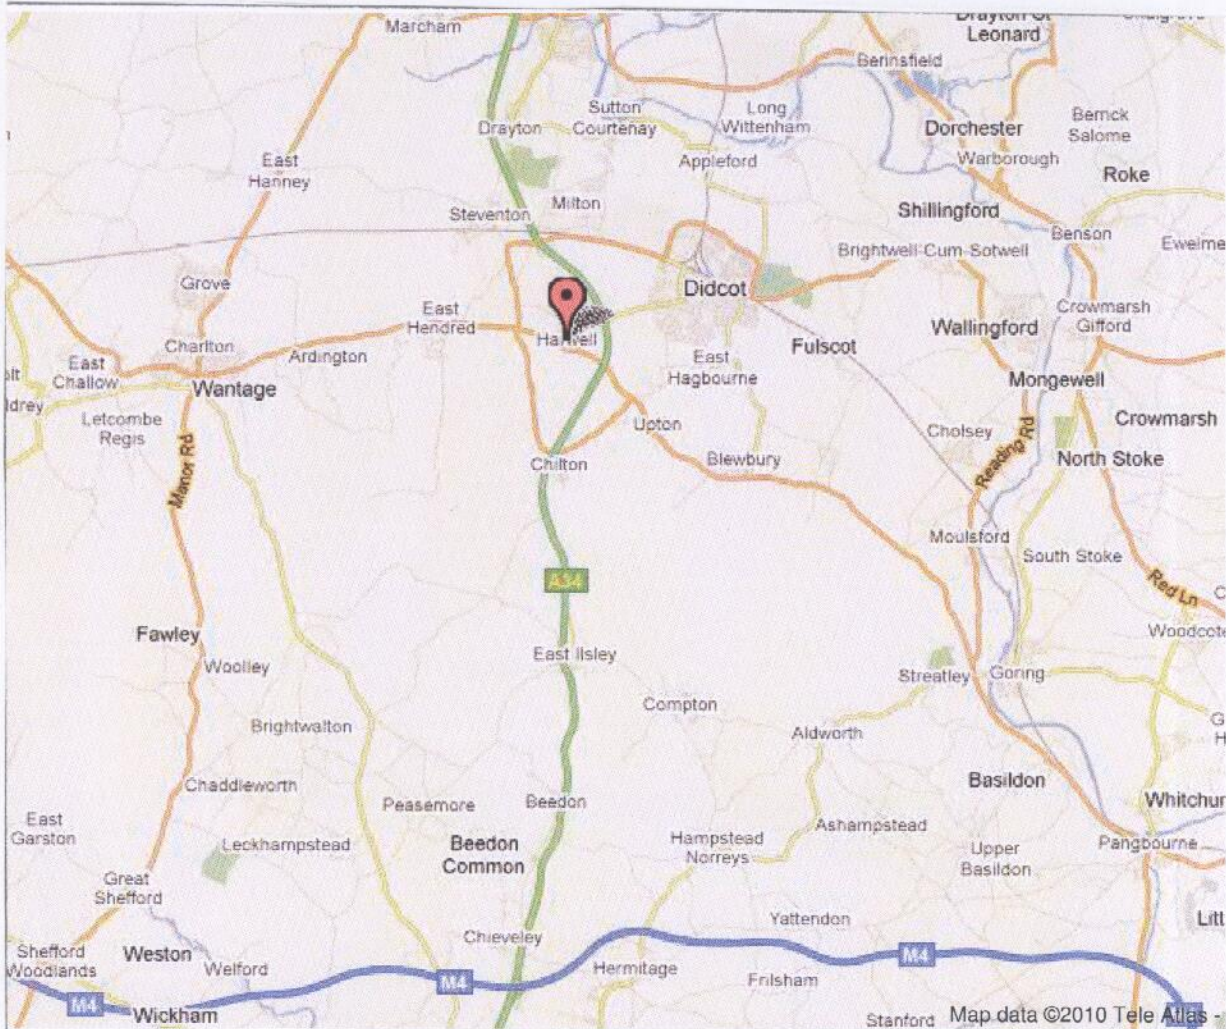 Marcham
Drayton St
Leonard
Berinsfield
Sutton
Courtenay
Long
Wittenham
Drayton
Dorchester
Berrick
Salome
East
Hanney
Appleford
Warborough
Roke
Milton
Steventon
Shillingford
Benson
Ewelme
Brightwell-Cum-Sotwell
Grove
Didcot
East
Hendred
Crowmarsh
Gifford
Harwell
Wallingford
Charlton
Ardington
Fulscot
East
Challow
East
Hagbourne
Wantage
Mongewell
olt
ldrey
Letcombe
Regis
Upton
Cholsey
Crowmarsh
Manor Rd
Reading Rd
Chilton
Blewbury
North Stoke
Moulsford
South Stoke
A34
Red Ln
Fawley
Woodcote
Woolley
East Ilsley
Streatley
Goring
Compton
Brightwalton
Aldworth
Chaddleworth
Basildon
Peasemore
Beedon
Whitchur
East
Garston
Leckhampstead
Beedon
Common
Hampstead
Norreys
Ashampstead
Upper
Basildon
Pangbourne
Great
Shefford
Yattendon
Litt
Chieveley
Shefford
Woodlands
Weston
Welford
M4
Hermitage
Frilsham
M4
M4
Wickham
Stanford
Map data ©2010 Tele Atlas -